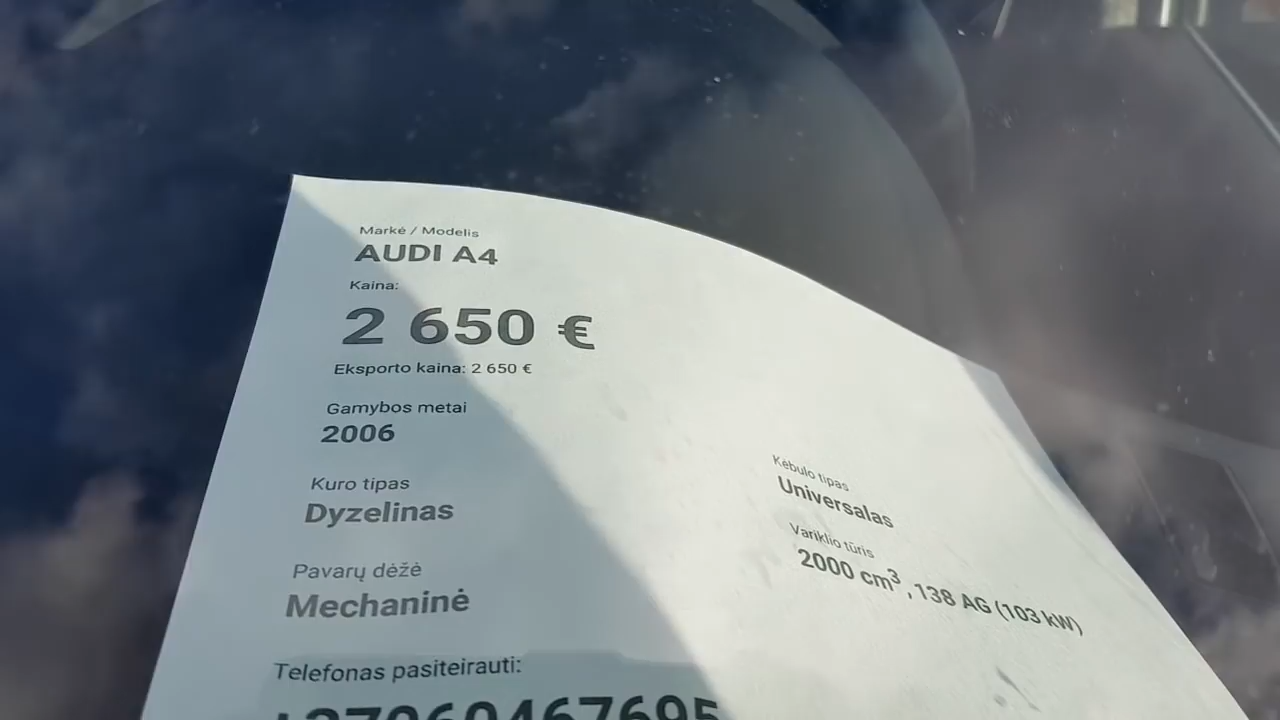 Markė / Modelis
AUDI A4
Kaina:
2 650 €
Eksporto kaina: 2 650 €
Gamybos metai
2006
Kuro tipas
Dyzelinas
Pavarų dėžė
Mechaninė
Kėbulo tipas
Universalas
Variklio tūris
2000 cm³ , 138 AG (103 kW)
Telefonas pasiteirauti:
+37060467695